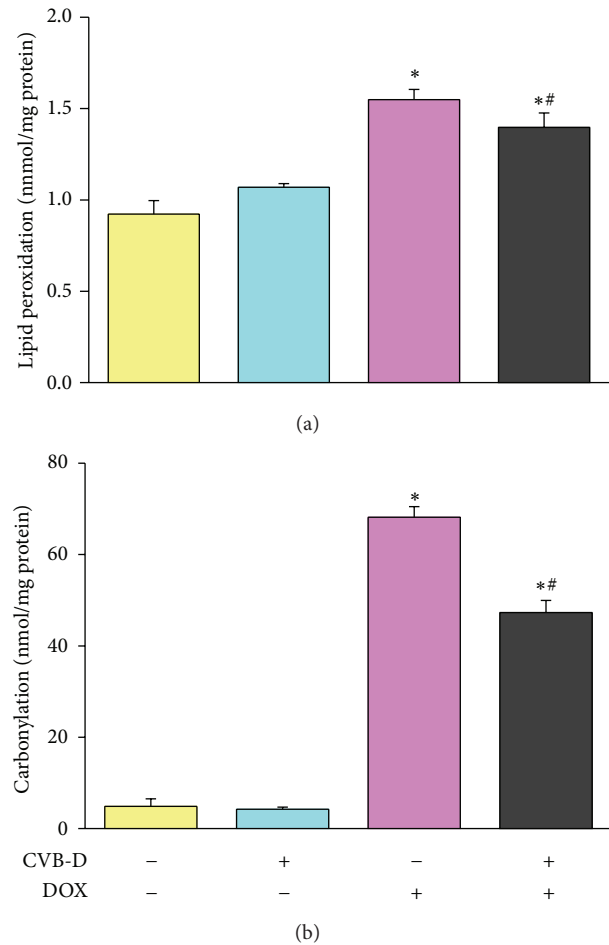 2.0
1.5
1.0
0.5
0.0
Lipid peroxidation (nnmol/mg protein)
*
*#
(a)
80
60
40
20
0
Carbonylation (nmol/mg protein)
*
*#
CVB-D − + − +
DOX − − + +
(b)